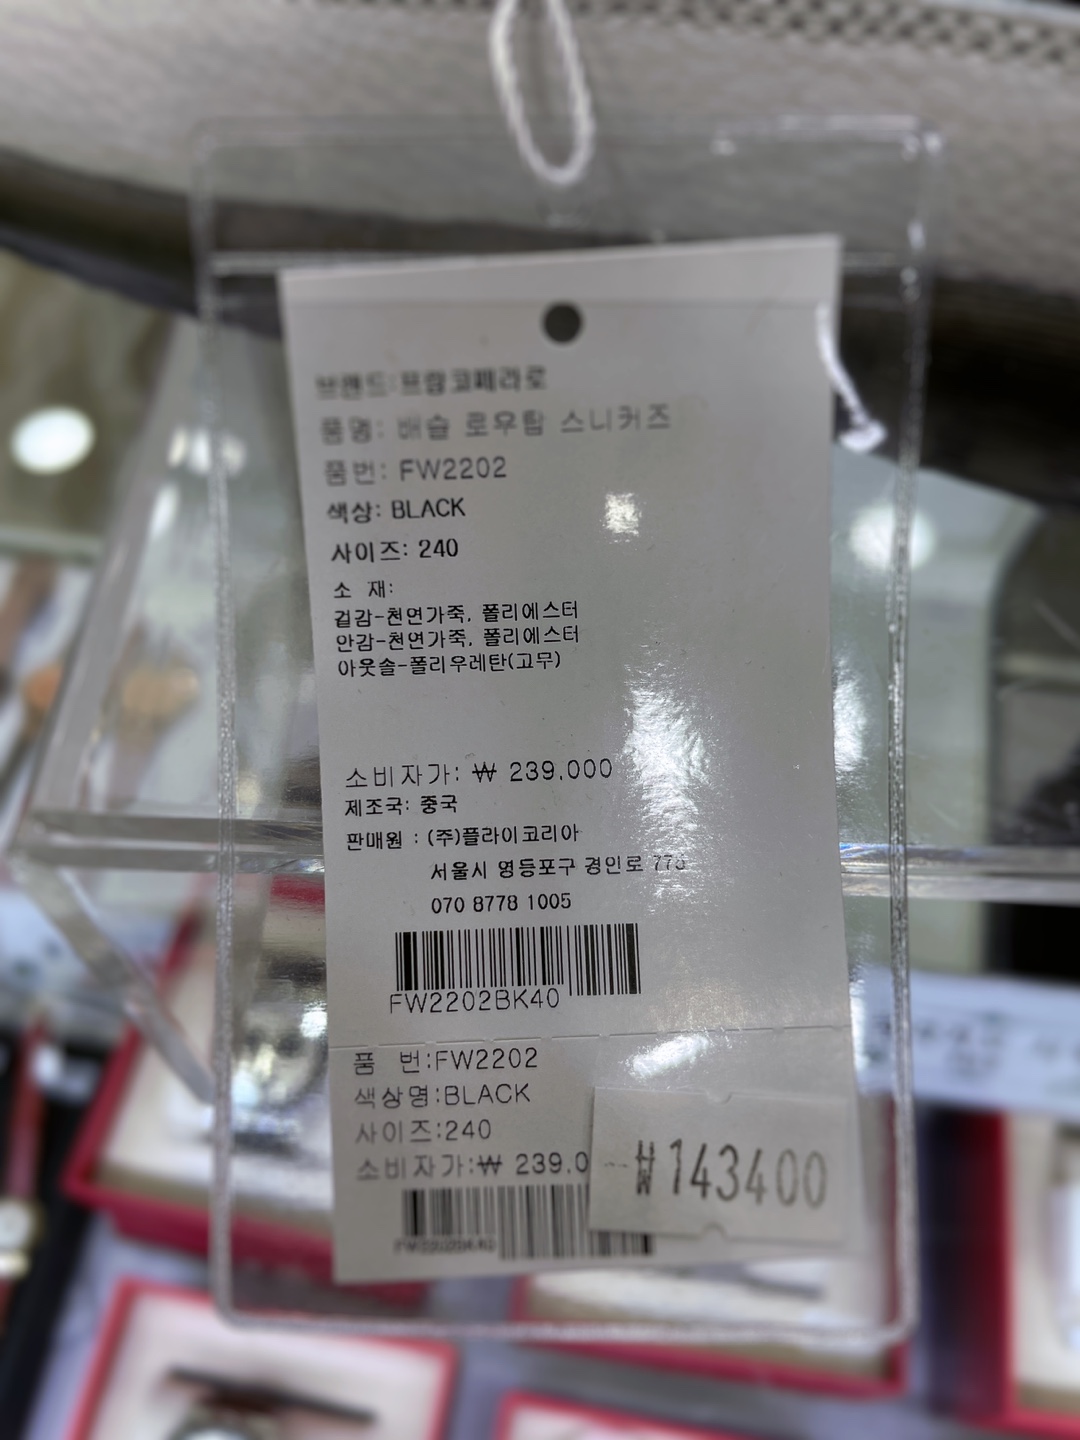 브랜드:프랑코페라로
품명: 배슬 로우탑 스니커즈
품번: FW2202
색상: BLACK
사이즈: 240
소 재:
겉감-천연가죽, 폴리에스터
안감-천연가죽, 폴리에스터
아웃솔-폴리우레탄(고무)
소비자가: ₩ 239,000
제조국: 중국
판매원 : (주)플라이코리아
서울시 영등포구 경인로
070 8778 1005
FW2202BK40
품 번:FW2202
색상명:BLACK
사이즈:240
소비자가:₩ 239,0
₩143400
FW2202BK40